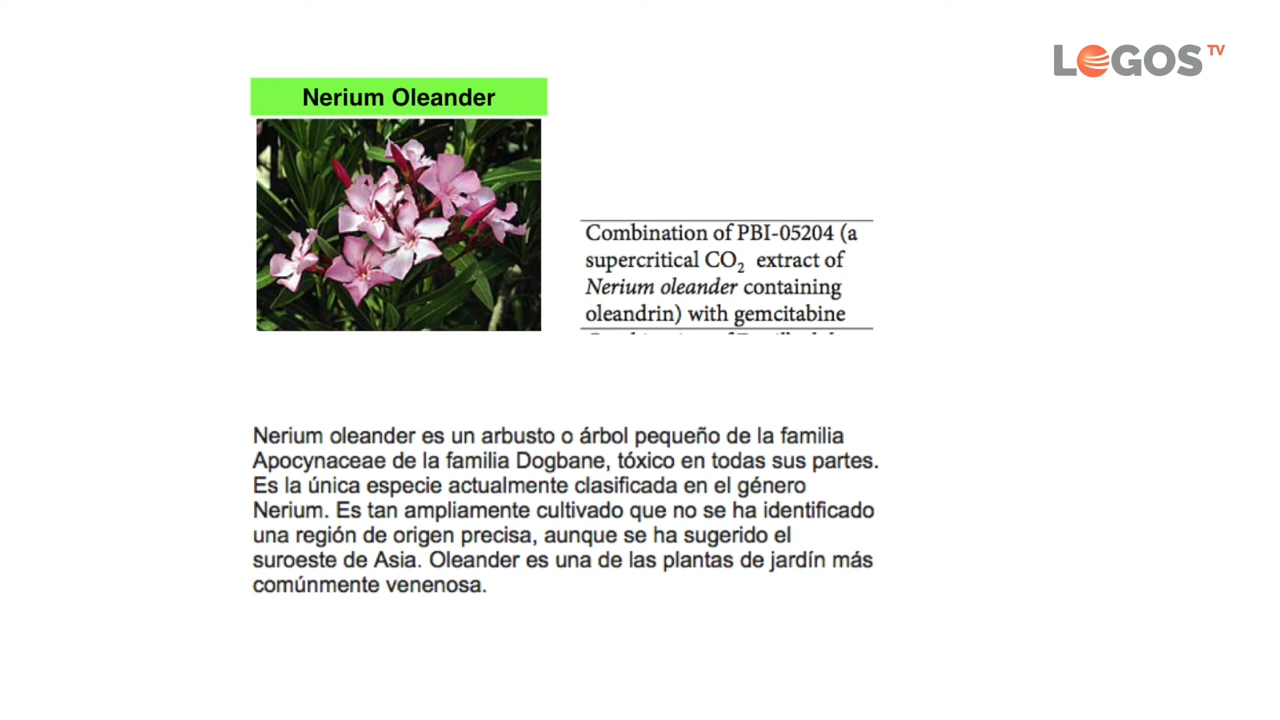 LOGOS TV
Nerium Oleander
Combination of PBI-05204 (a
supercritical CO₂ extract of
Nerium oleander containing
oleandrin) with gemcitabine
Nerium oleander es un arbusto o árbol pequeño de la familia
Apocynaceae de la familia Dogbane, tóxico en todas sus partes.
Es la única especie actualmente clasificada en el género
Nerium. Es tan ampliamente cultivado que no se ha identificado
una región de origen precisa, aunque se ha sugerido el
suroeste de Asia. Oleander es una de las plantas de jardín más
comúnmente venenosa.